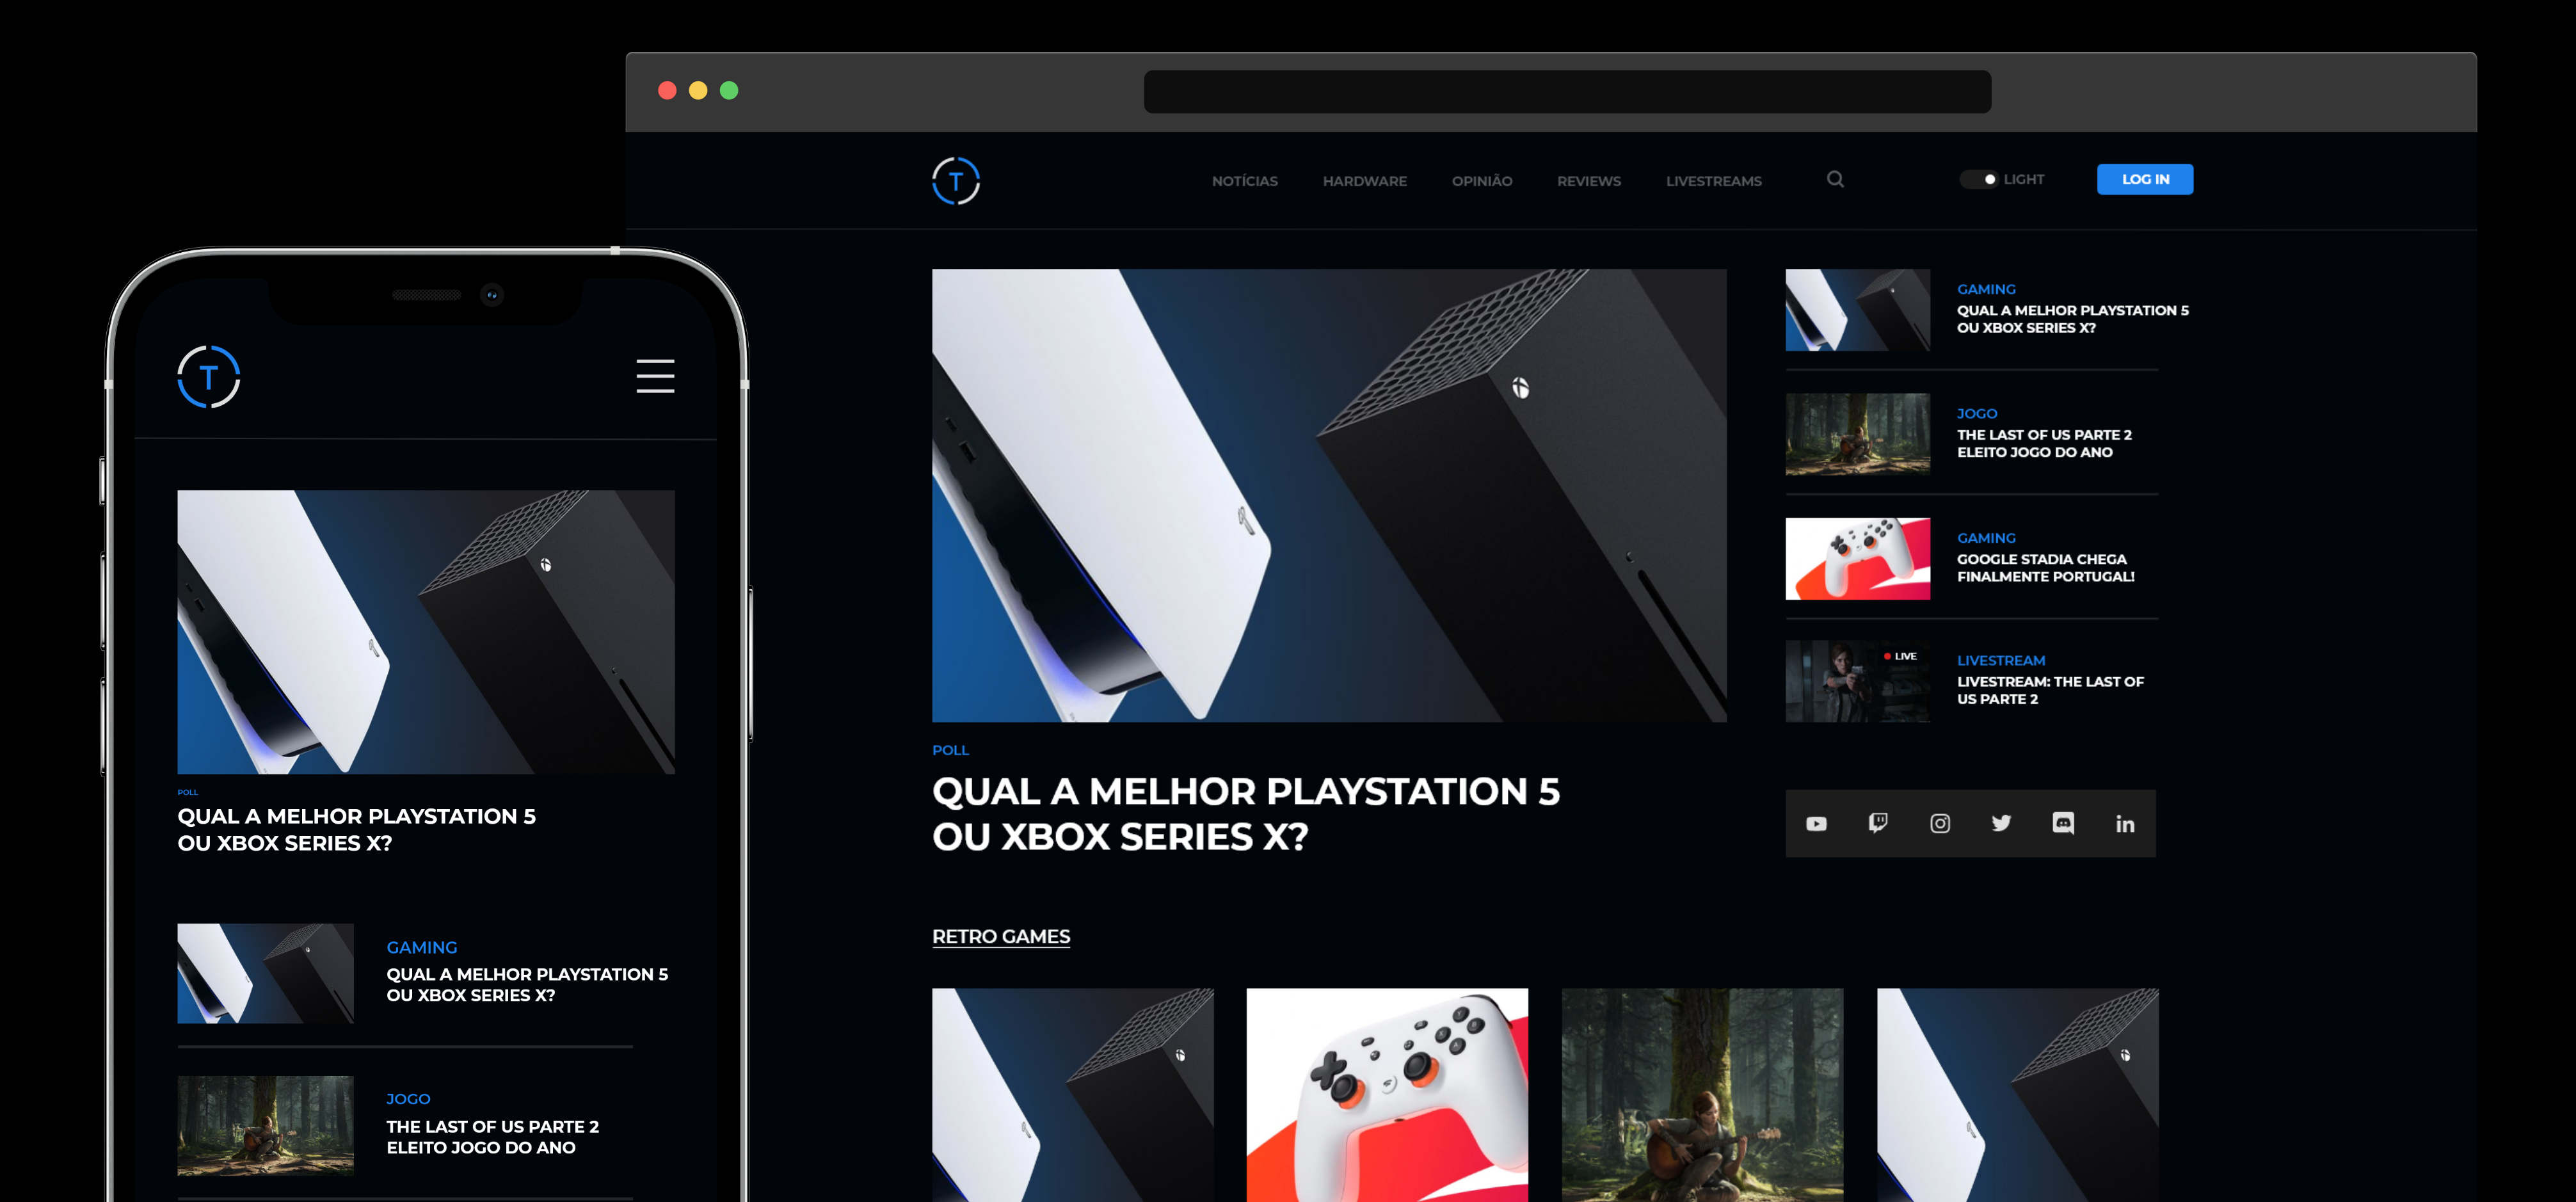 T
NOTÍCIAS
HARDWARE
OPINIÃO
REVIEWS
LIVESTREAMS
LIGHT
LOG IN
POLL
QUAL A MELHOR PLAYSTATION 5
OU XBOX SERIES X?
GAMING
QUAL A MELHOR PLAYSTATION 5
OU XBOX SERIES X?
JOGO
THE LAST OF US PARTE 2
ELEITO JOGO DO ANO
GAMING
GOOGLE STADIA CHEGA
FINALMENTE PORTUGAL!
LIVE
LIVESTREAM
LIVESTREAM: THE LAST OF
US PARTE 2
in
RETRO GAMES
T
POLL
QUAL A MELHOR PLAYSTATION 5
OU XBOX SERIES X?
GAMING
QUAL A MELHOR PLAYSTATION 5
OU XBOX SERIES X?
JOGO
THE LAST OF US PARTE 2
ELEITO JOGO DO ANO